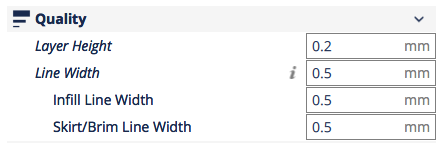 Quality
Layer Height 0.2 mm
Line Width i 0.5 mm
Infill Line Width 0.5 mm
Skirt/Brim Line Width 0.5 mm